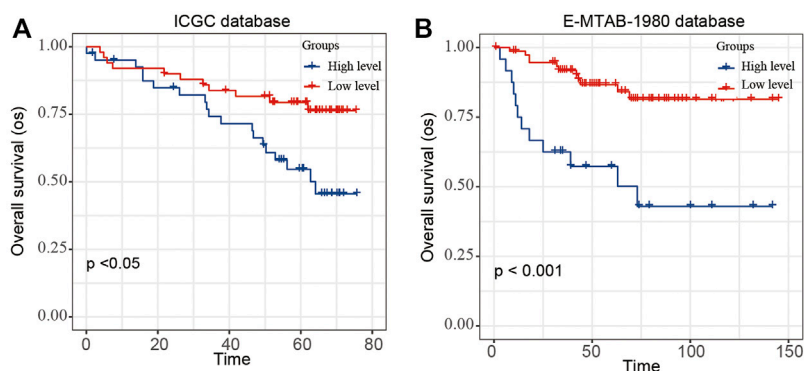 A
ICGC database
Groups
High level
Low level
Overall survival (os)
1.00
0.75
0.50
0.25
0.00
p <0.05
0 20 40 60 80
Time
B
E-MTAB-1980 database
Groups
High level
Low level
Overall survival (os)
1.00
0.75
0.50
0.25
0.00
p < 0.001
0 50 100 150
Time